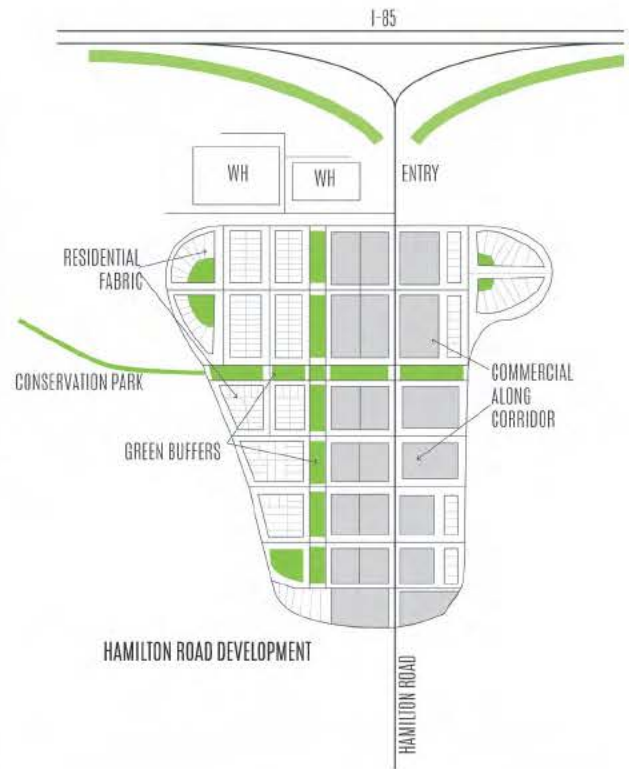 I-85
WH
WH
ENTRY
RESIDENTIAL
FABRIC
CONSERVATION PARK
COMMERCIAL
ALONG
CORRIDOR
GREEN BUFFERS
HAMILTON ROAD DEVELOPMENT
HAMILTON ROAD